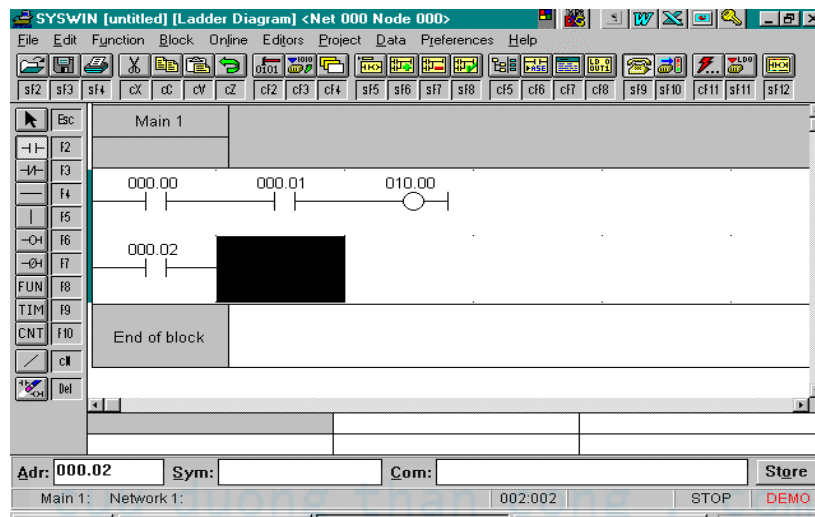 SYSWIN [untitled] [Ladder Diagram] <Net 000 Node 000>
File Edit Function Block Online Editors Project Data Preferences Help
sF2 sF3 sF4 cX cC cV cZ cF2 cF3 cF4 sF5 sF6 sF7 sF8 cF5 cF6 cF7 cF8 sF9 sF10 cF11 sF11 sF12
Esc Main 1
F2
F3
000.00 000.01 010.00
F4
F5
F6
000.02
F7
FUN F8
TIM F9
CNT F10
End of block
Del
Adr: 000.02 Sym: Com: Store
Main 1: Network 1: 002:002 STOP DEMO